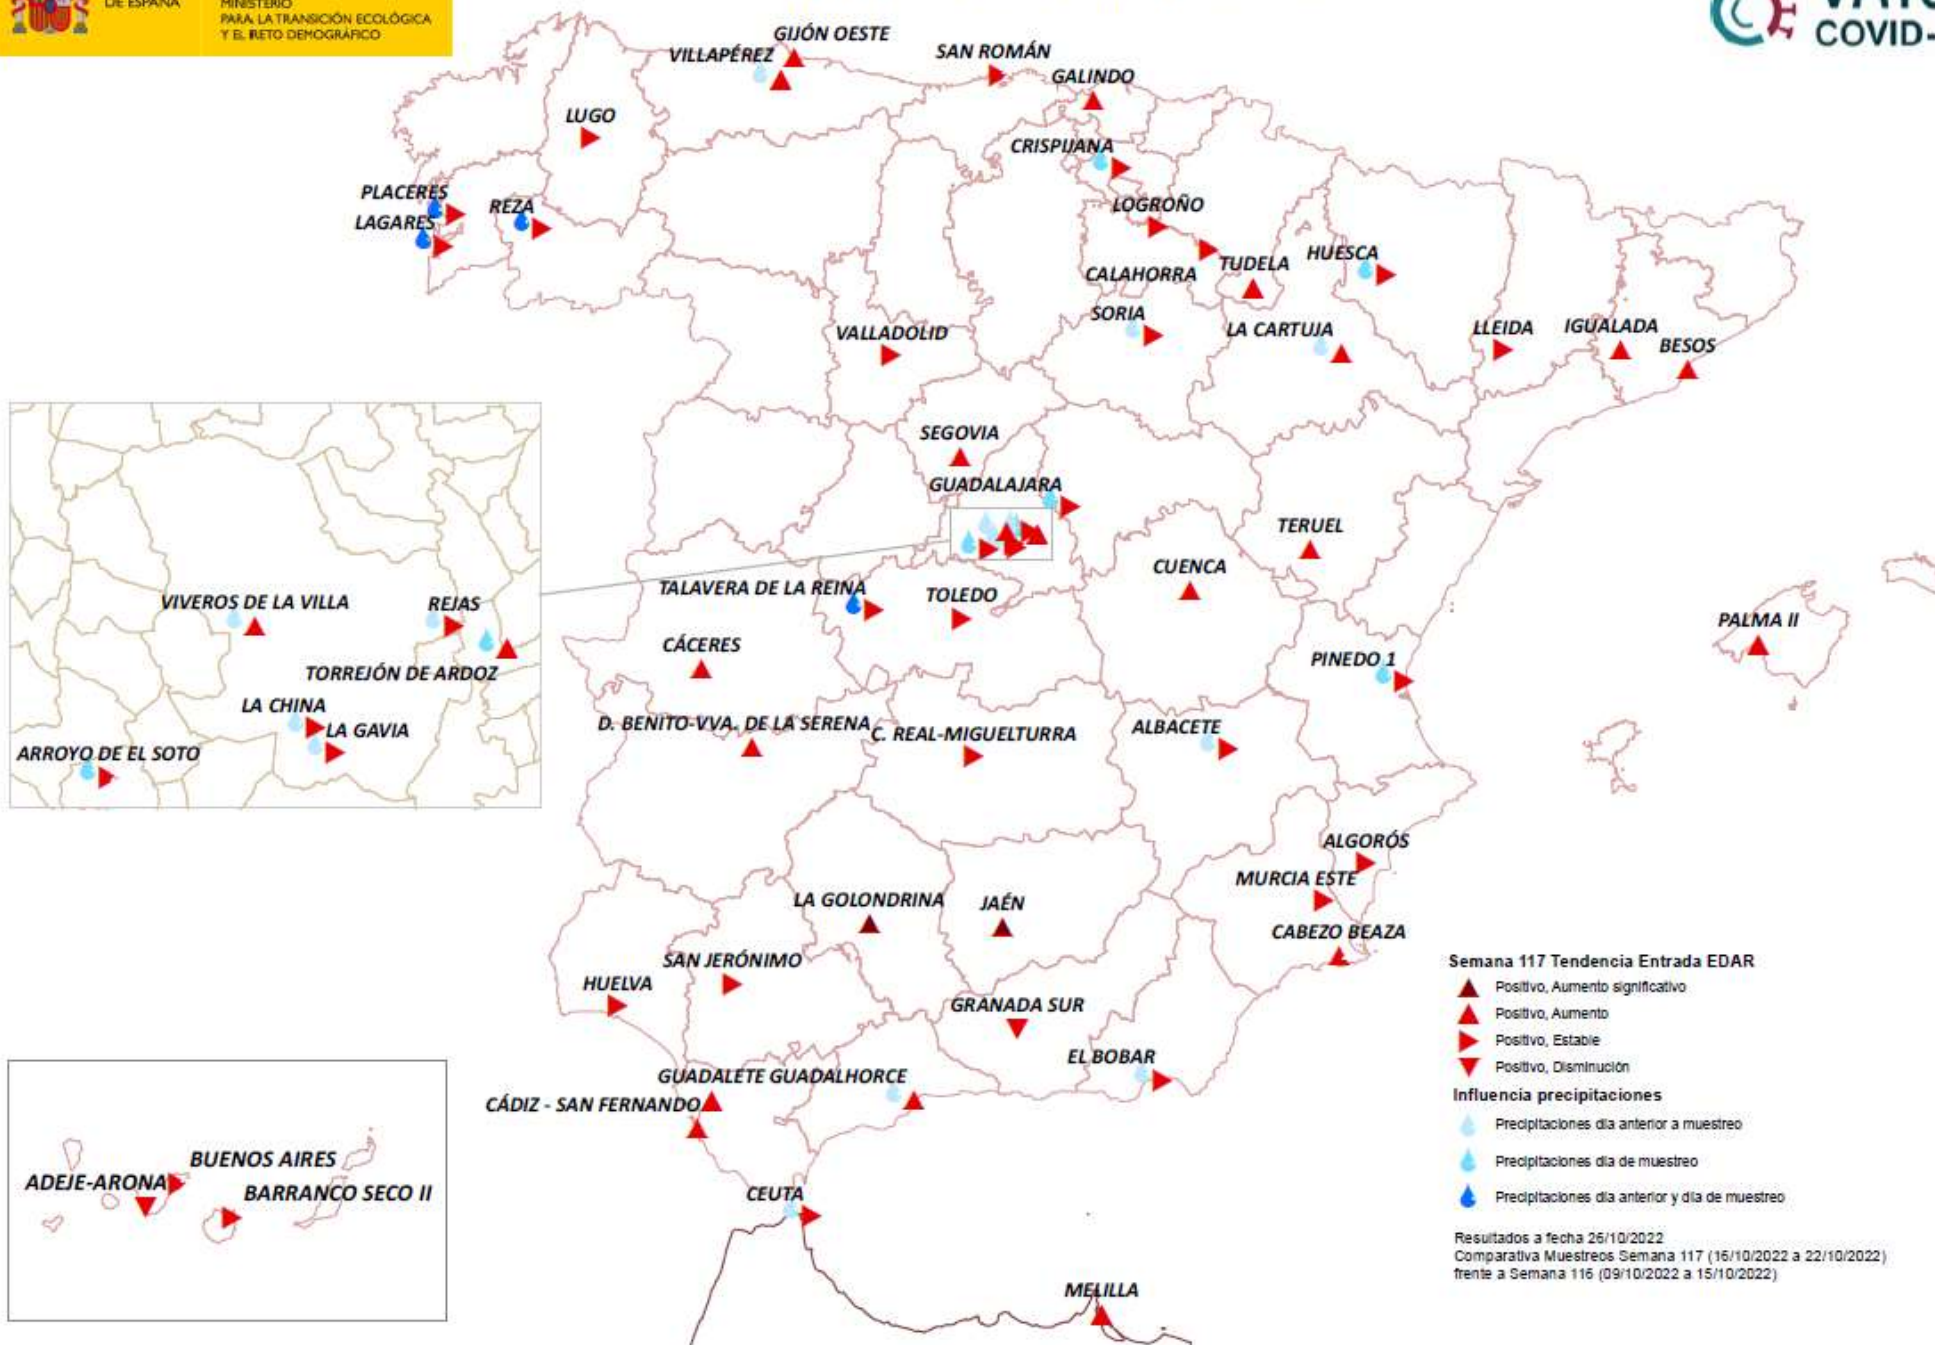 DE ESPAÑA
MINISTERIO
PARA LA TRANSICIÓN ECOLÓGICA
Y EL RETO DEMOGRÁFICO
COVID-
GIJÓN OESTE
VILLAPÉREZ
SAN ROMÁN
GALINDO
LUGO
CRISPIJANA
PLACERES
REZA
LAGARES
LOGROÑO
HUESCA
TUDELA
CALAHORRA
SORIA
LA CARTUJA
VALLADOLID
LLEIDA
IGUALADA
BESOS
SEGOVIA
GUADALAJARA
TERUEL
CUENCA
TALAVERA DE LA REINA
TOLEDO
VIVEROS DE LA VILLA
REJAS
PALMA II
CÁCERES
PINEDO 1
TORREJÓN DE ARDOZ
LA CHINA
LA GAVIA
D. BENITO-VVA. DE LA SERENA
C. REAL-MIGUELTURRA
ALBACETE
ARROYO DE EL SOTO
ALGORÓS
MURCIA ESTE
LA GOLONDRINA
JAÉN
CABEZO BEAZA
SAN JERÓNIMO
HUELVA
GRANADA SUR
EL BOBAR
GUADALETE
GUADALHORCE
CÁDIZ - SAN FERNANDO
BUENOS AIRES
ADEJE-ARONA
BARRANCO SECO II
CEUTA
MELILLA
Semana 117 Tendencia Entrada EDAR
Positivo, Aumento significativo
Positivo, Aumento
Positivo, Estable
Positivo, Disminución
Influencia precipitaciones
Precipitaciones día anterior a muestreo
Precipitaciones día de muestreo
Precipitaciones día anterior y día de muestreo
Resultados a fecha 26/10/2022
Comparativa Muestreos Semana 117 (16/10/2022 a 22/10/2022)
frente a Semana 116 (09/10/2022 a 15/10/2022)